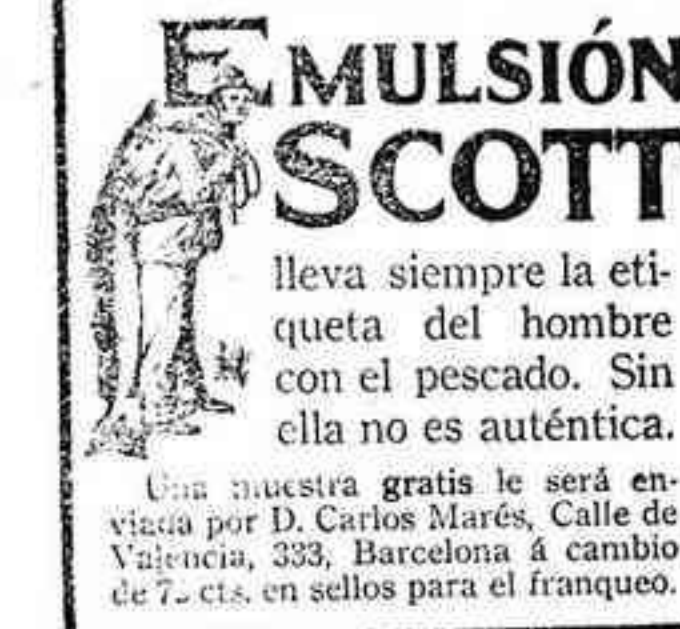 EMULSIÓN
SCOTT
lleva siempre la eti-
queta del hombre
con el pescado. Sin
ella no es auténtica.
Una muestra gratis le será en-
viada por D. Carlos Marés, Calle de
Valencia, 333, Barcelona á cambio
de cts. en sellos para el franqueo.